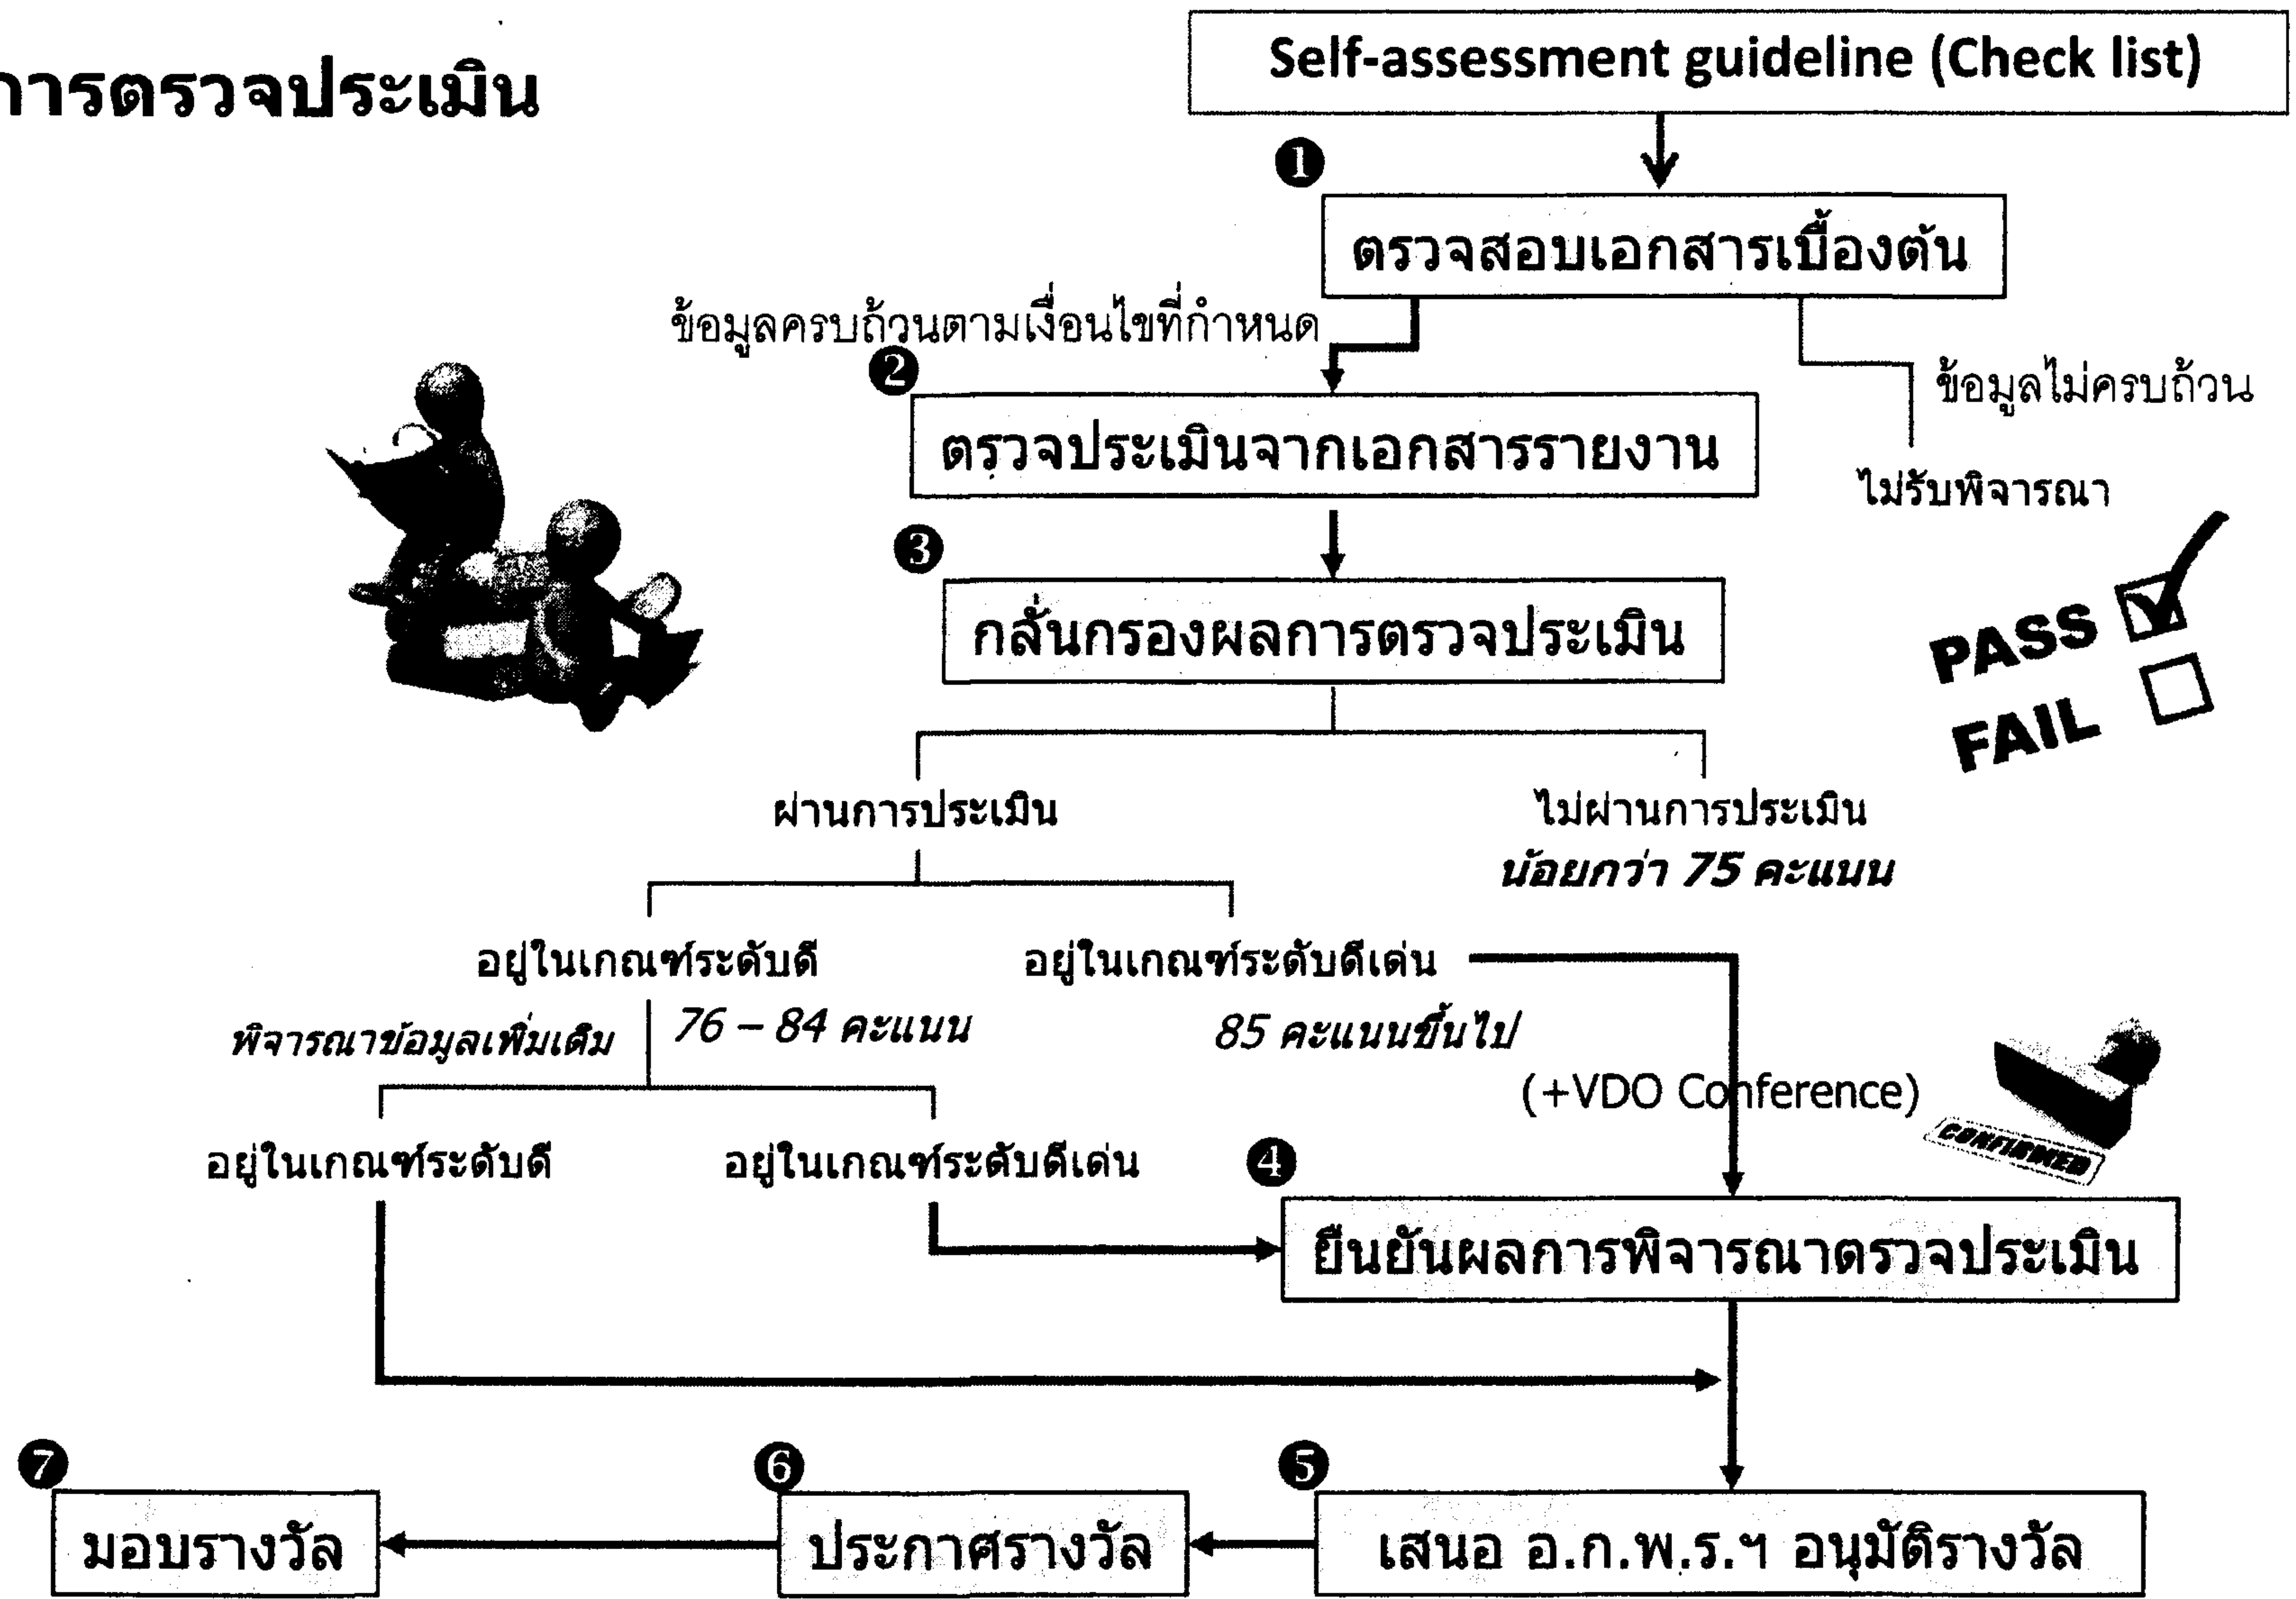 การตรวจประเมิน
Self-assessment guideline (Check list)
❶
ตรวจสอบเอกสารเบื้องต้น
ข้อมูลครบถ้วนตามเงื่อนไขที่กำหนด
❷
ข้อมูลไม่ครบถ้วน
ตรวจประเมินจากเอกสารรายงาน
ไม่รับพิจารณา
❸
กลั่นกรองผลการตรวจประเมิน
PASS
FAIL
ผ่านการประเมิน
ไม่ผ่านการประเมิน
น้อยกว่า 75 คะแนน
อยู่ในเกณฑ์ระดับดี
อยู่ในเกณฑ์ระดับดีเด่น
พิจารณาข้อมูลเพิ่มเติม
76 – 84 คะแนน
85 คะแนนขึ้นไป
(+VDO Conference)
CONFIRMED
อยู่ในเกณฑ์ระดับดี
อยู่ในเกณฑ์ระดับดีเด่น
❹
ยืนยันผลการพิจารณาตรวจประเมิน
❼
❻
❺
มอบรางวัล
ประกาศรางวัล
เสนอ อ.ก.พ.ร.ฯ อนุมัติรางวัล